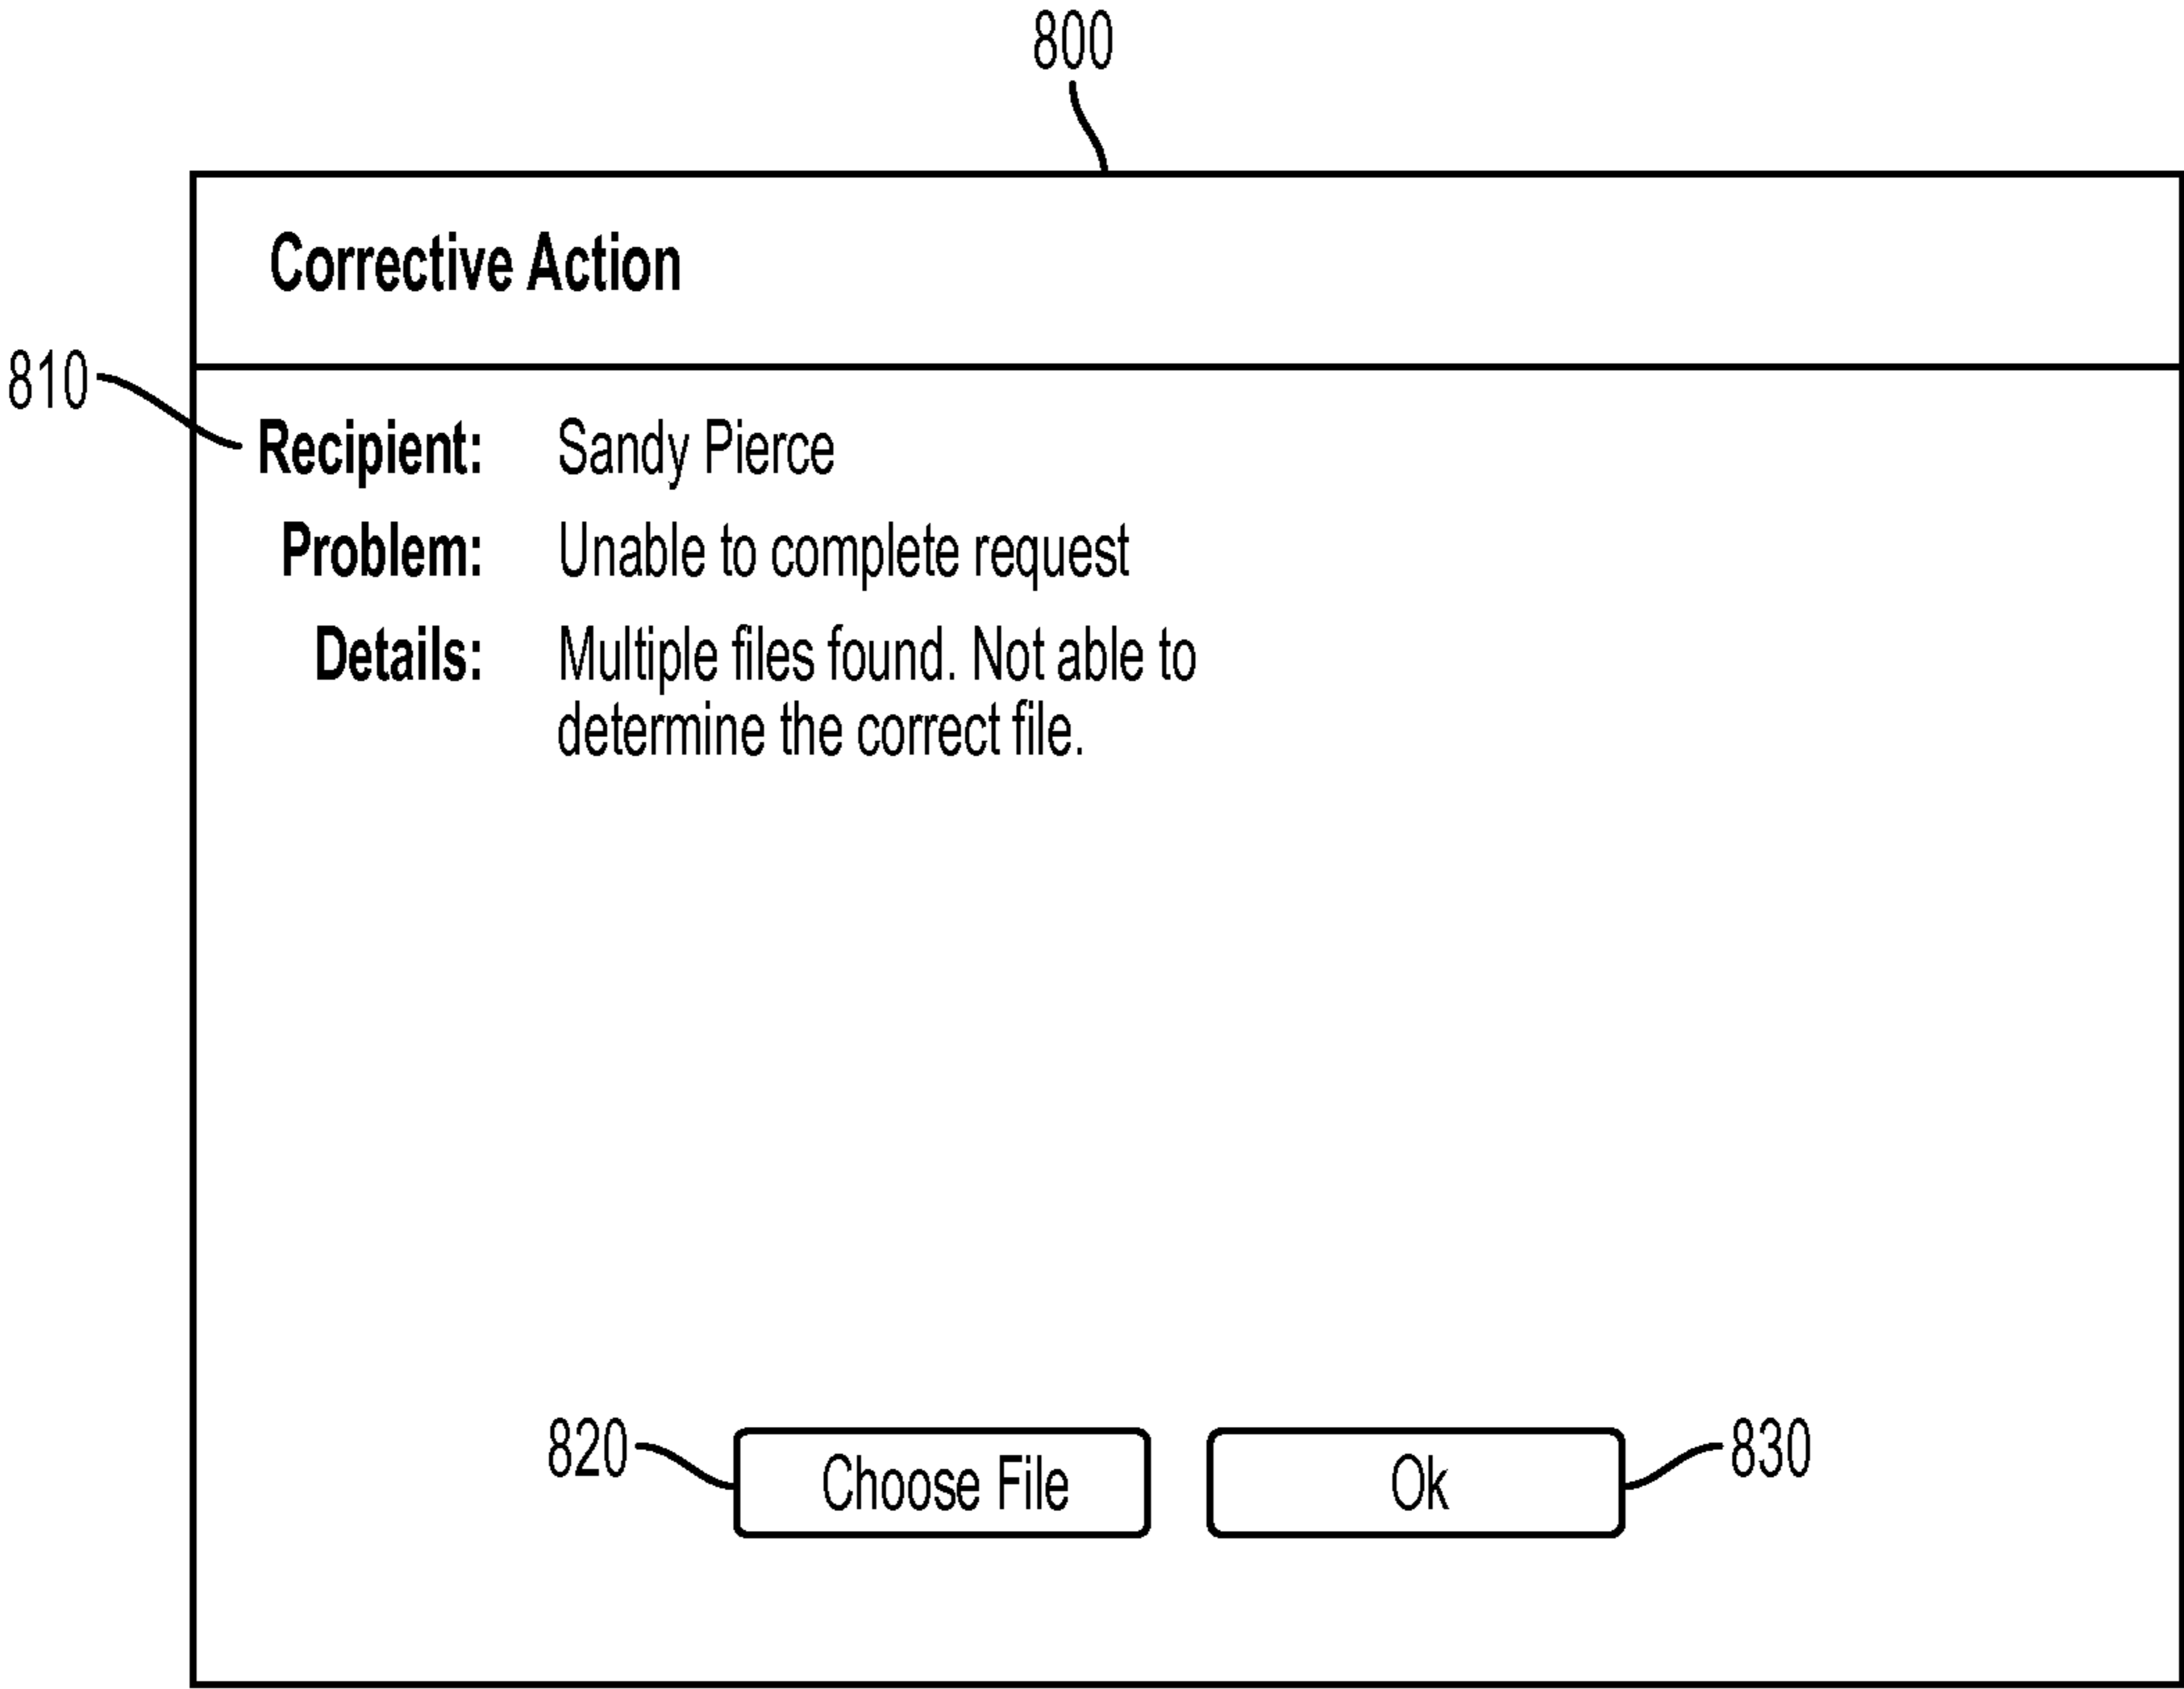 800
Corrective Action
810
Recipient: Sandy Pierce
Problem: Unable to complete request
Details: Multiple files found. Not able to
determine the correct file.
820 Choose File Ok 830